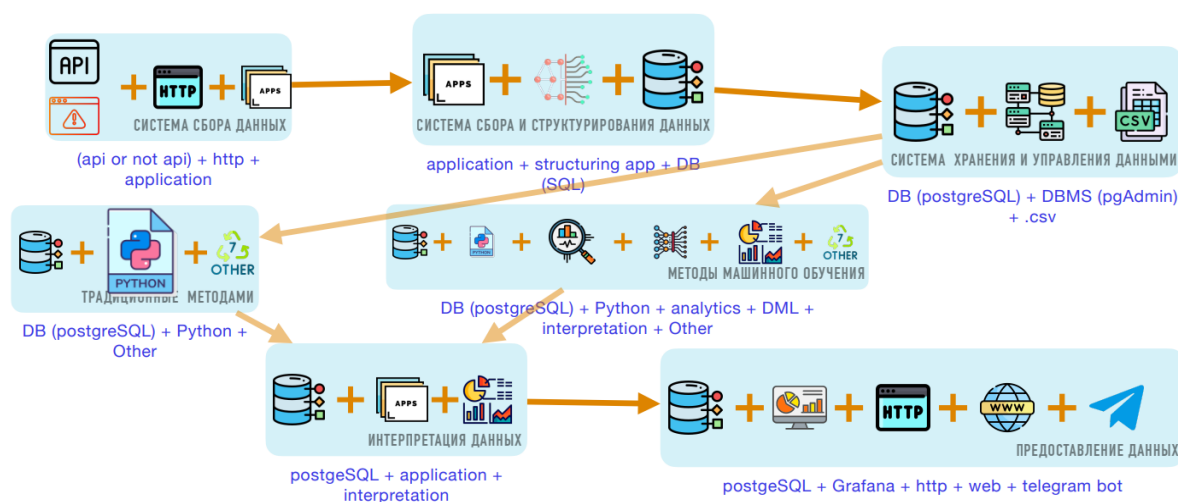 API
HTTP
APPS
СИСТЕМА СБОРА ДАННЫХ
(api or not api) + http +
application
APPS
СИСТЕМА СБОРА И СТРУКТУРИРОВАНИЯ ДАННЫХ
application + structuring app + DB
(SQL)
CSV
СИСТЕМА ХРАНЕНИЯ И УПРАВЛЕНИЯ ДАННЫМИ
DB (postgreSQL) + DBMS (pgAdmin)
+ .csv
PYTHON
7
OTHER
ТРАДИЦИОННЫЕ МЕТОДАМИ
DB (postgreSQL) + Python +
Other
PYTHON
7
OTHER
МЕТОДЫ МАШИННОГО ОБУЧЕНИЯ
DB (postgreSQL) + Python + analytics + DML +
interpretation + Other
APPS
ИНТЕРПРЕТАЦИЯ ДАННЫХ
postgeSQL + application +
interpretation
HTTP
WWW
ПРЕДОСТАВЛЕНИЕ ДАННЫХ
postgeSQL + Grafana + http + web + telegram bot